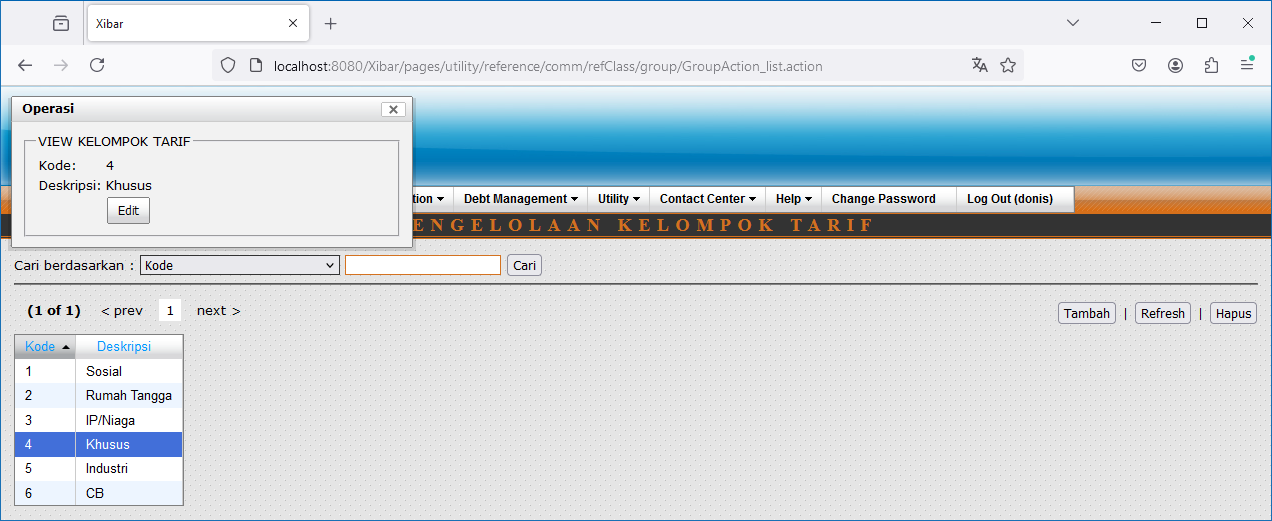 Xibar
localhost:8080/Xibar/pages/utility/reference/comm/refClass/group/GroupAction_list.action
Operasi
VIEW KELOMPOK TARIF
Kode: 4
Deskripsi: Khusus
Edit
tion Debt Management Utility Contact Center Help Change Password Log Out (donis)
ENGELOLAAN KELOMPOK TARIF
Cari berdasarkan : Kode Cari
(1 of 1) < prev 1 next > Tambah | Refresh | Hapus
Kode Deskripsi
1 Sosial
2 Rumah Tangga
3 IP/Niaga
4 Khusus
5 Industri
6 CB